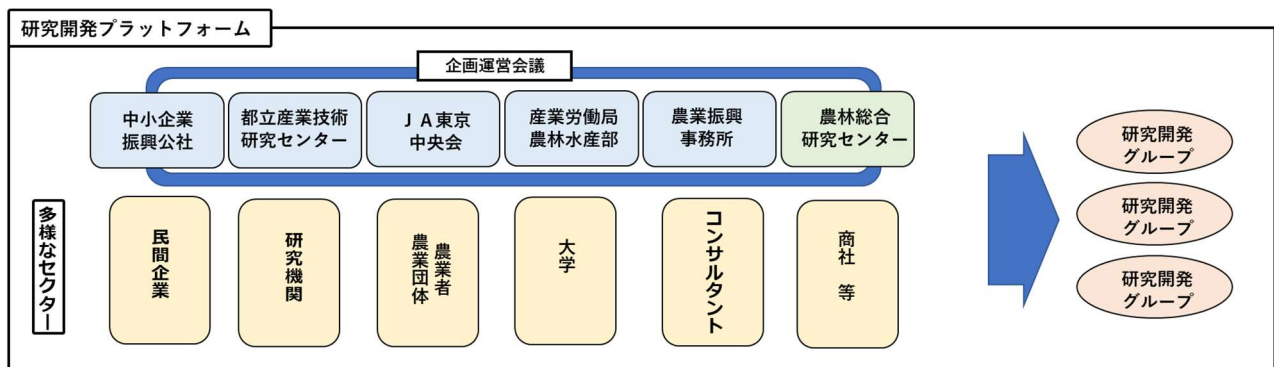 研究開発プラットフォーム
企画運営会議
中小企業
振興公社
都立産業技術
研究センター
ＪＡ東京
中央会
産業労働局
農林水産部
農業振興
事務所
農林総合
研究センター
多様なセクター
民間企業
研究機関
農業者
農業団体
大学
コンサルタント
商社 等
研究開発
グループ
研究開発
グループ
研究開発
グループ